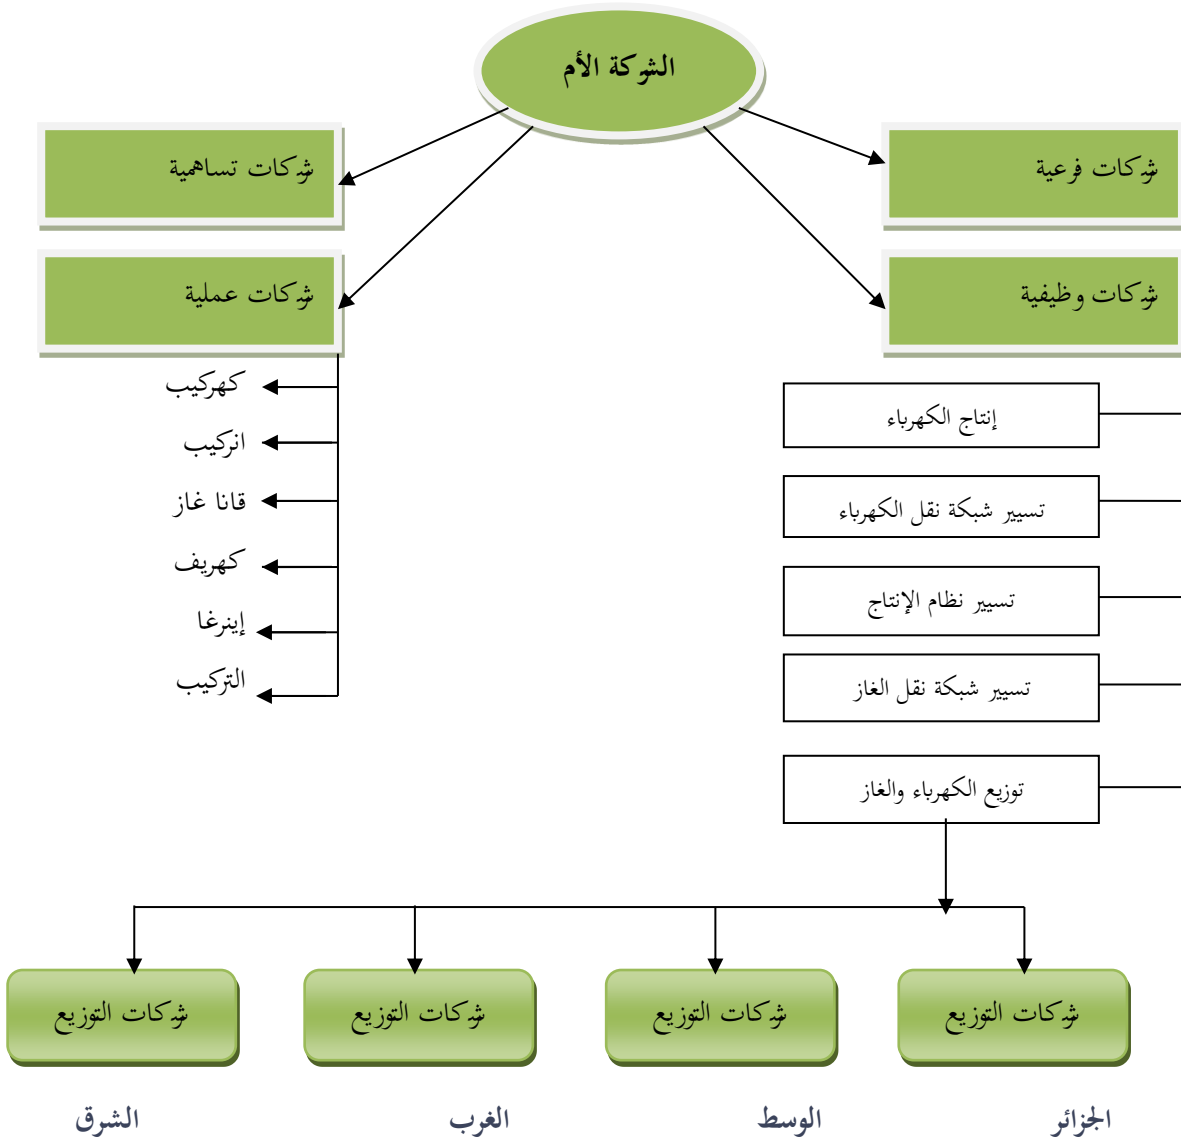 الشركة الأم
شركات فرعية
شركات تساهمية
شركات وظيفية
شركات عملية
إنتاج الكهرباء
تسيير شبكة نقل الكهرباء
تسيير نظام الإنتاج
تسيير شبكة نقل الغاز
توزيع الكهرباء والغاز
كهركيب
انركيب
قانا غاز
كهريف
إينرغا
التركيب
شركات التوزيع
شركات التوزيع
شركات التوزيع
شركات التوزيع
الجزائر
الوسط
الغرب
الشرق